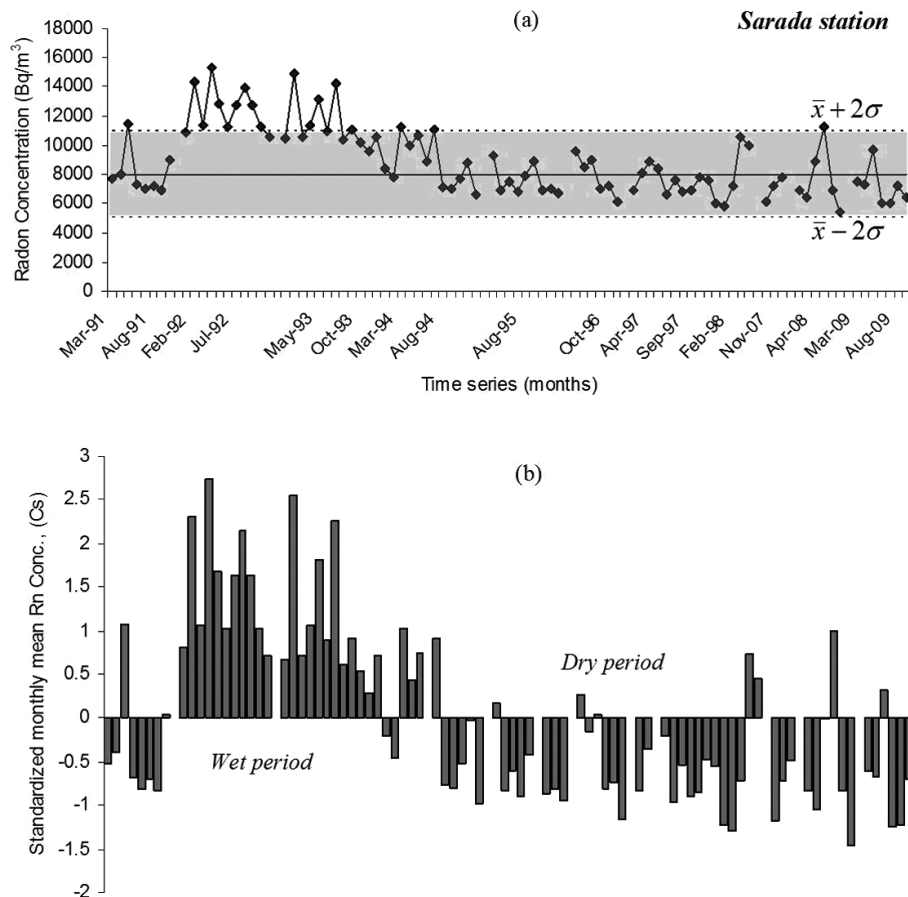 (a)
Sarada station
Radon Concentration (Bq/m³)
18000
16000
14000
12000
10000
8000
6000
4000
2000
0
x̅ + 2σ
x̅ − 2σ
Mar-91
Aug-91
Feb-92
Jul-92
May-93
Oct-93
Mar-94
Aug-94
Aug-95
Oct-96
Apr-97
Sep-97
Feb-98
Nov-07
Apr-08
Mar-09
Aug-09
Time series (months)
(b)
Standardized monthly mean Rn Conc., (Cs)
3
2.5
2
1.5
1
0.5
0
-0.5
-1
-1.5
-2
Dry period
Wet period